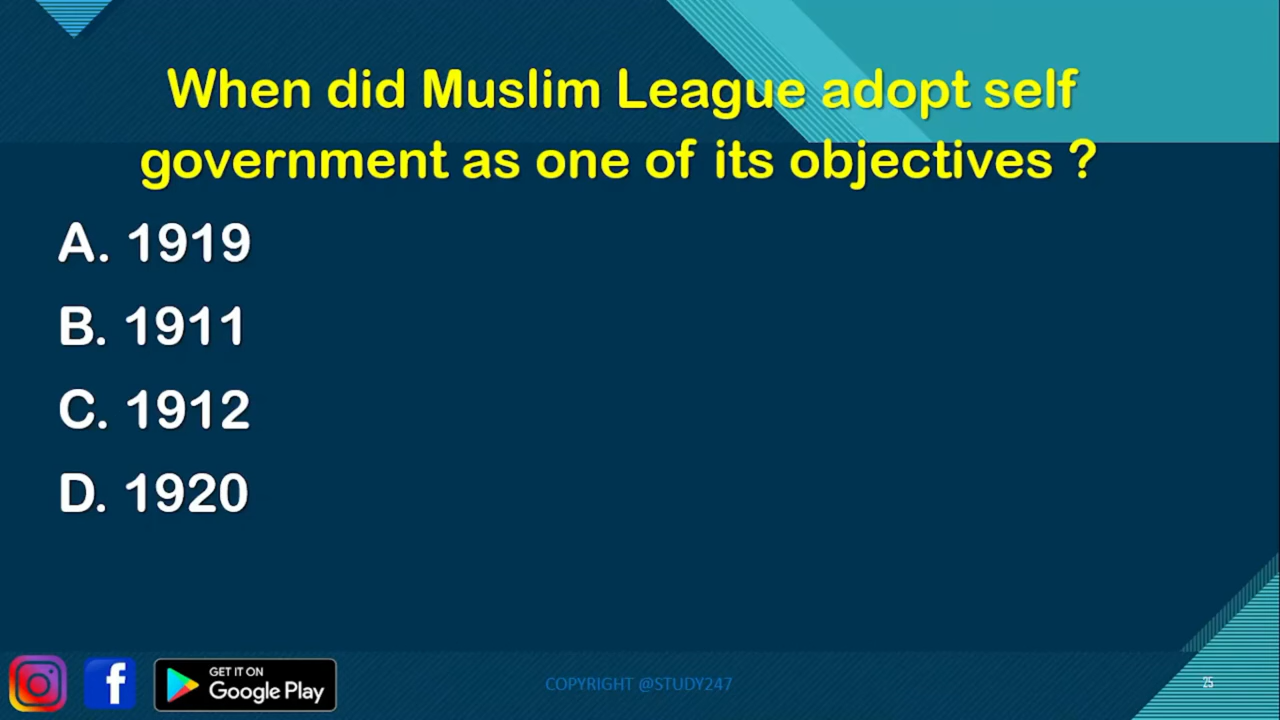 When did Muslim League adopt self
government as one of its objectives ?
A. 1919
B. 1911
C. 1912
D. 1920
f
GET IT ON
Google Play
COPYRIGHT @STUDY247
25